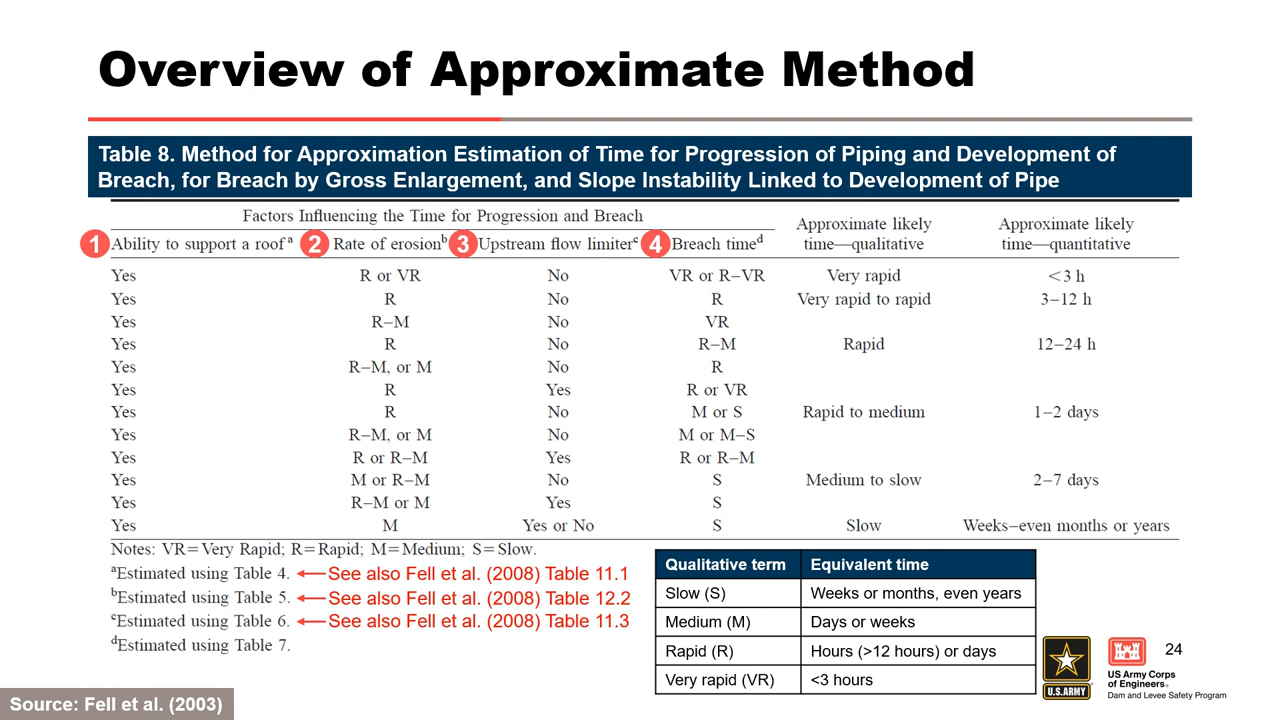 Overview of Approximate Method
Table 8. Method for Approximation Estimation of Time for Progression of Piping and Development of
Breach, for Breach by Gross Enlargement, and Slope Instability Linked to Development of Pipe
Factors Influencing the Time for Progression and Breach
Approximate likely time—qualitative
Approximate likely time—quantitative
1 Ability to support a roofᵃ 2 Rate of erosionᵇ 3 Upstream flow limiterᶜ 4 Breach timeᵈ
Yes R or VR No VR or R–VR Very rapid <3 h
Yes R No R Very rapid to rapid 3–12 h
Yes R–M No VR
Yes R No R–M Rapid 12–24 h
Yes R–M, or M No R
Yes R Yes R or VR
Yes R No M or S Rapid to medium 1–2 days
Yes R–M, or M No M or M–S
Yes R or R–M Yes R or R–M
Yes M or R–M No S Medium to slow 2–7 days
Yes R–M or M Yes S
Yes M Yes or No S Slow Weeks–even months or years
Notes: VR=Very Rapid; R=Rapid; M=Medium; S=Slow.
ᵃEstimated using Table 4. See also Fell et al. (2008) Table 11.1
ᵇEstimated using Table 5. See also Fell et al. (2008) Table 12.2
ᶜEstimated using Table 6. See also Fell et al. (2008) Table 11.3
ᵈEstimated using Table 7.
Qualitative term Equivalent time
Slow (S) Weeks or months, even years
Medium (M) Days or weeks
Rapid (R) Hours (>12 hours) or days
Very rapid (VR) <3 hours
U.S. ARMY
US Army Corps
of Engineers®
Dam and Levee Safety Program
24
Source: Fell et al. (2003)